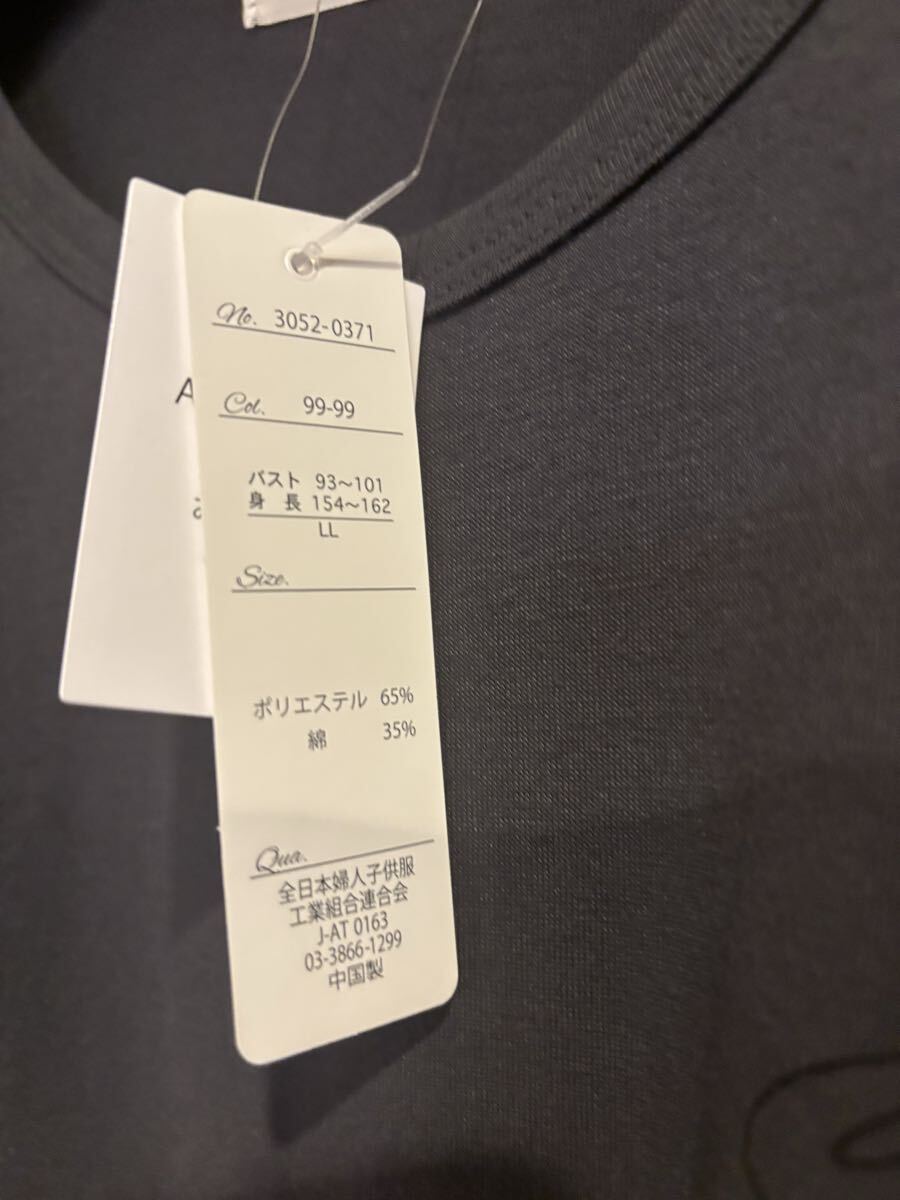 No. 3052-0371
Col. 99-99
バスト 93～101
身長 154～162
LL
Size.
ポリエステル 65%
綿 35%
Qua.
全日本婦人子供服
工業組合連合会
J-AT 0163
03-3866-1299
中国製
A